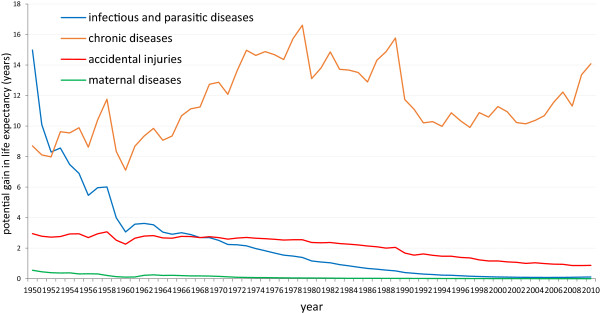 18
16
14
12
10
8
6
4
2
0
potential gain in life expectancy (years)
infectious and parasitic diseases
chronic diseases
accidental injuries
maternal diseases
1950 1952 1954 1956 1958 1960 1962 1964 1966 1968 1970 1972 1974 1976 1978 1980 1982 1984 1986 1988 1990 1992 1994 1996 1998 2000 2002 2004 2006 2008 2010
year